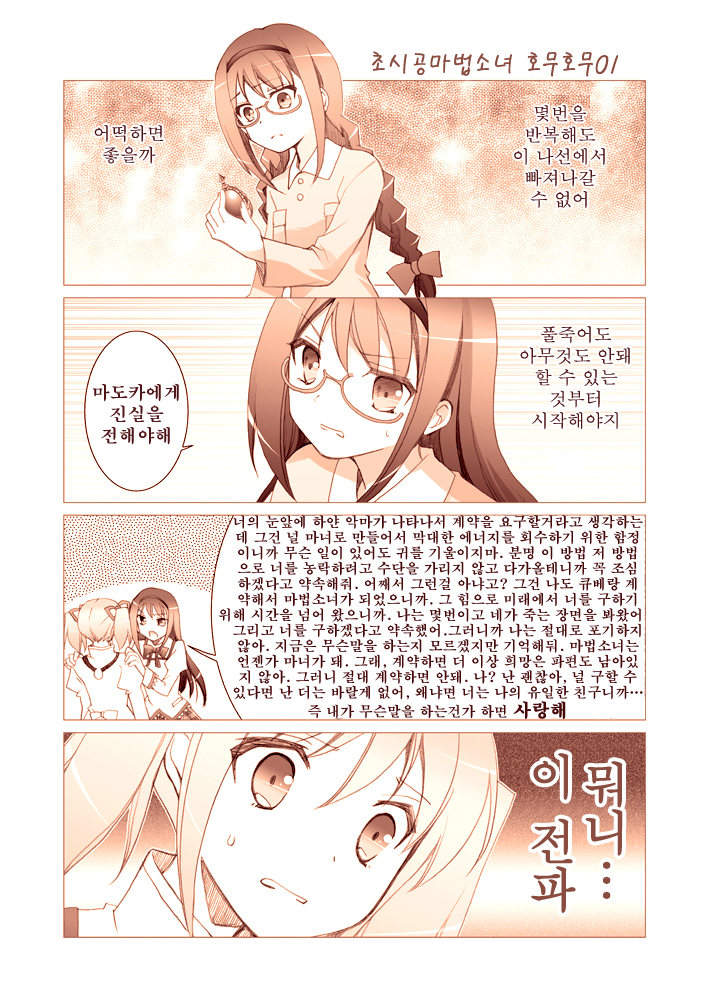 초시공마법소녀 호무호무01
어떡하면
좋을까
몇번을
반복해도
이 나선에서
빠져나갈
수 없어
풀죽어도
아무것도 안돼
할 수 있는
것부터
시작해야지
마도카에게
진실을
전해야해
너의 눈앞에 하얀 악마가 나타나서 계약을 요구할거라고 생각하는
데 그건 널 마녀로 만들어서 막대한 에너지를 회수하기 위한 함정
이니까 무슨 일이 있어도 귀를 기울이지마. 분명 이 방법 저 방법
으로 너를 농락하려고 수단을 가리지 않고 다가올테니까 꼭 조심
하겠다고 약속해줘. 어째서 그런걸 아냐고? 그건 나도 큐베랑 계
약해서 마법소녀가 되었으니까. 그 힘으로 미래에서 너를 구하기
위해 시간을 넘어 왔으니까. 나는 몇번이고 네가 죽는 장면을 봐왔어
그리고 너를 구하겠다고 약속했어.그러니까 나는 절대로 포기하지
않아. 지금은 무슨말을 하는지 모르겠지만 기억해둬. 마법소녀는
언젠가 마녀가 돼. 그래, 계약하면 더 이상 희망은 파편도 남아있
지 않아. 그러니 절대 계약하면 안돼. 나? 난 괜찮아, 널 구할 수
있다면 난 더는 바랄게 없어, 왜냐면 너는 나의 유일한 친구니까…
즉 내가 무슨말을 하는건가 하면 사랑해
뭐니…
이 전파